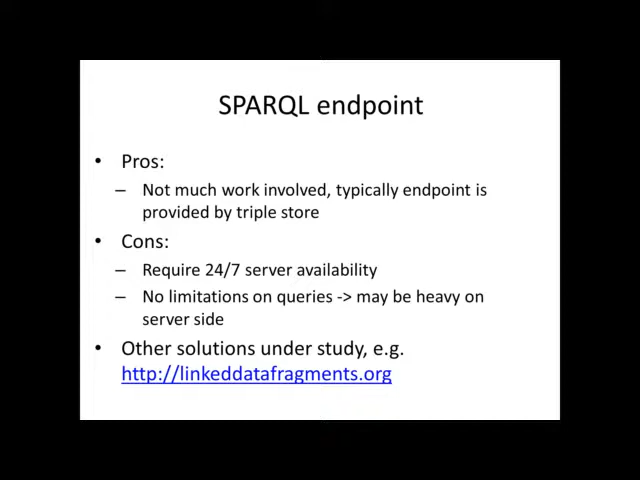 SPARQL endpoint
• Pros:
– Not much work involved, typically endpoint is
provided by triple store
• Cons:
– Require 24/7 server availability
– No limitations on queries -> may be heavy on
server side
• Other solutions under study, e.g.
http://linkeddatafragments.org